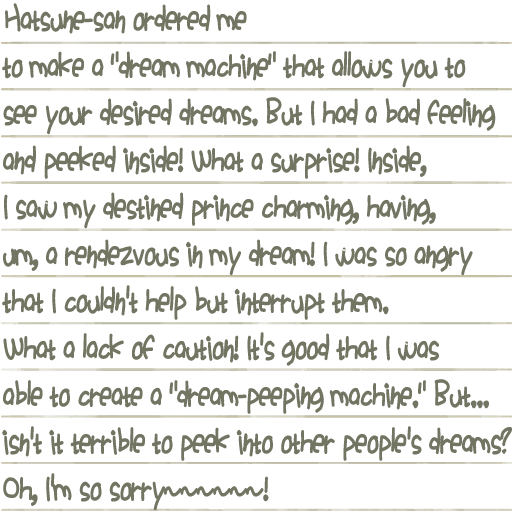 Hatsune-san ordered me
to make a "dream machine" that allows you to
see your desired dreams. But I had a bad feeling
and peeked inside! What a surprise! Inside,
I saw my destined prince charming, having,
um, a rendezvous in my dream! I was so angry
that I couldn't help but interrupt them.
What a lack of caution! It's good that I was
able to create a "dream-peeping machine." But...
isn't it terrible to peek into other people's dreams?
Oh, I'm so sorry~~~~~~!